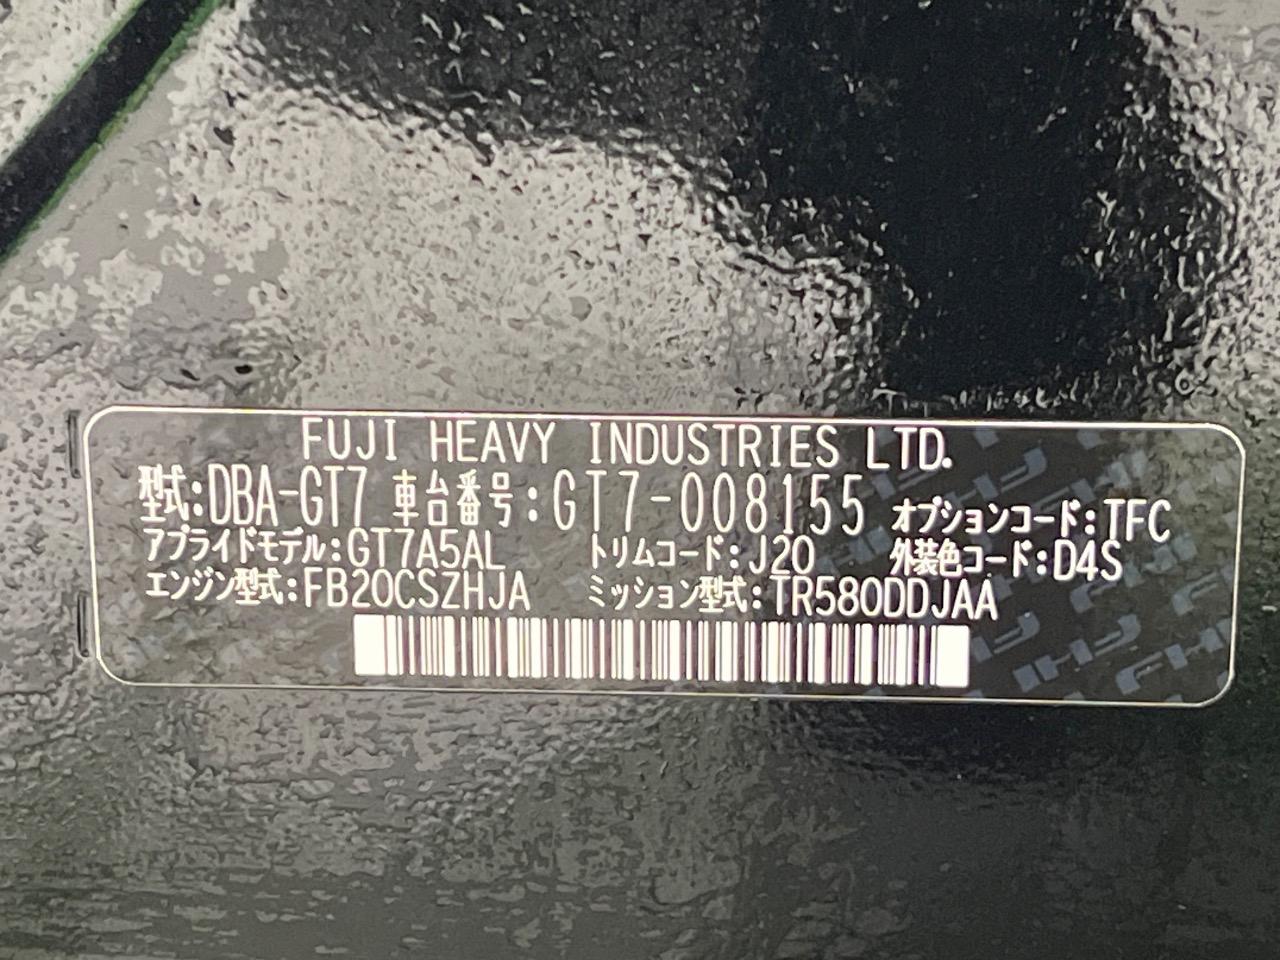 FUJI HEAVY INDUSTRIES LTD.
型式:DBA-GT7 車台番号:GT7-008155 オプションコード:TFC
アプライドモデル:GT7A5AL トリムコード:J20 外装色コード:D4S
エンジン型式:FB20CSZHJA ミッション型式:TR580DDJAA